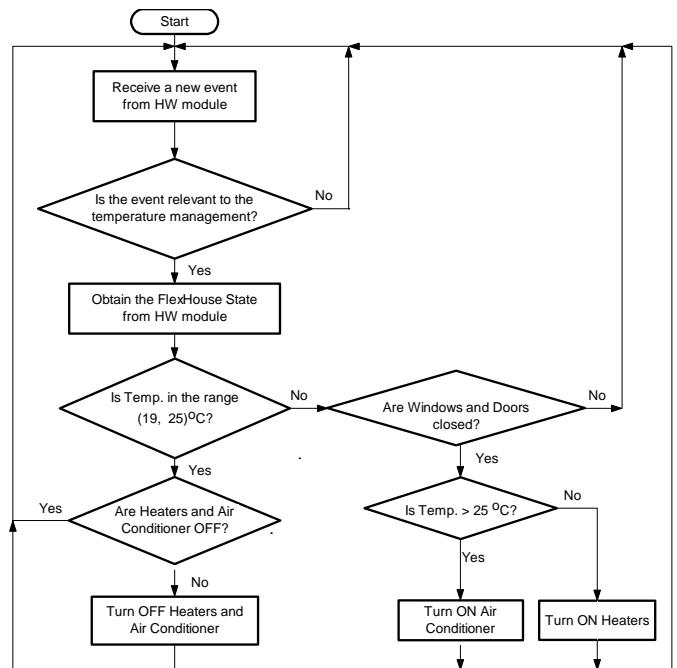 Start
Receive a new event
from HW module
Is the event relevant to the
temperature management?
No
Yes
Obtain the FlexHouse State
from HW module
Is Temp. in the range
(19, 25)⁰C?
No
Are Windows and Doors
closed?
No
Yes
Yes
Yes
Are Heaters and Air
Conditioner OFF?
Is Temp. > 25 ⁰C?
No
No
Yes
Turn OFF Heaters and
Air Conditioner
Turn ON Air
Conditioner
Turn ON Heaters